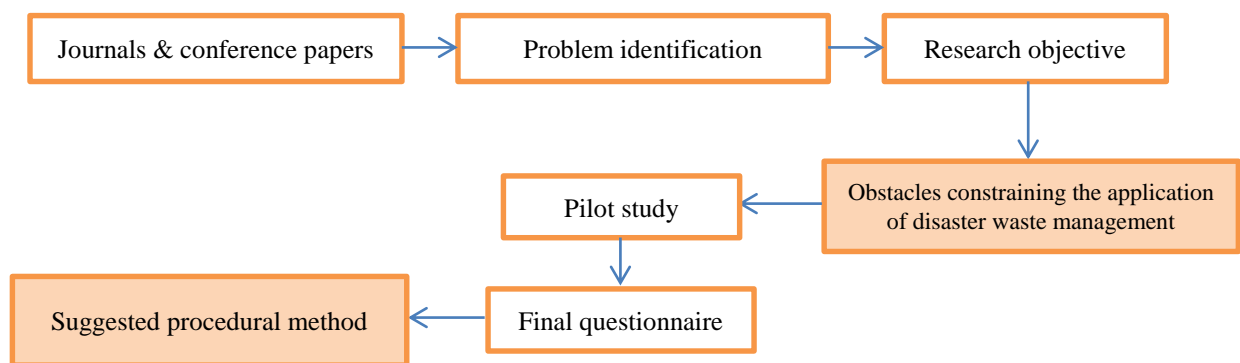 Journals & conference papers
Problem identification
Research objective
Obstacles constraining the application
of disaster waste management
Pilot study
Final questionnaire
Suggested procedural method